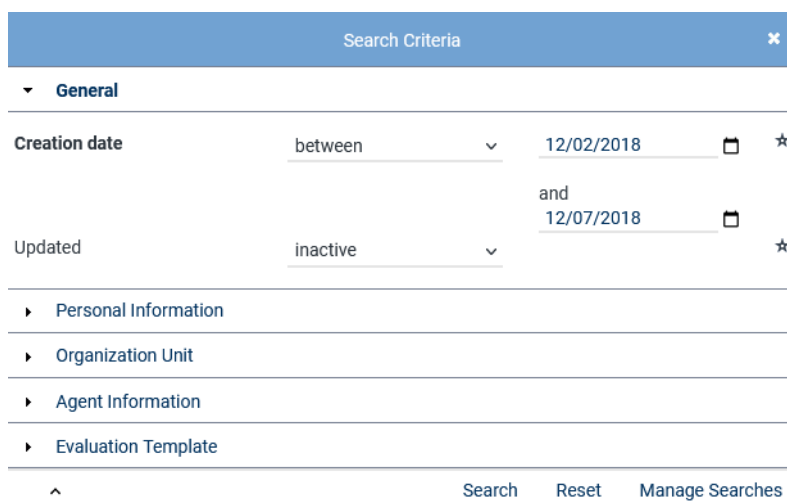 Search Criteria
General
Creation date between 12/02/2018
and
12/07/2018
Updated inactive
Personal Information
Organization Unit
Agent Information
Evaluation Template
Search Reset Manage Searches